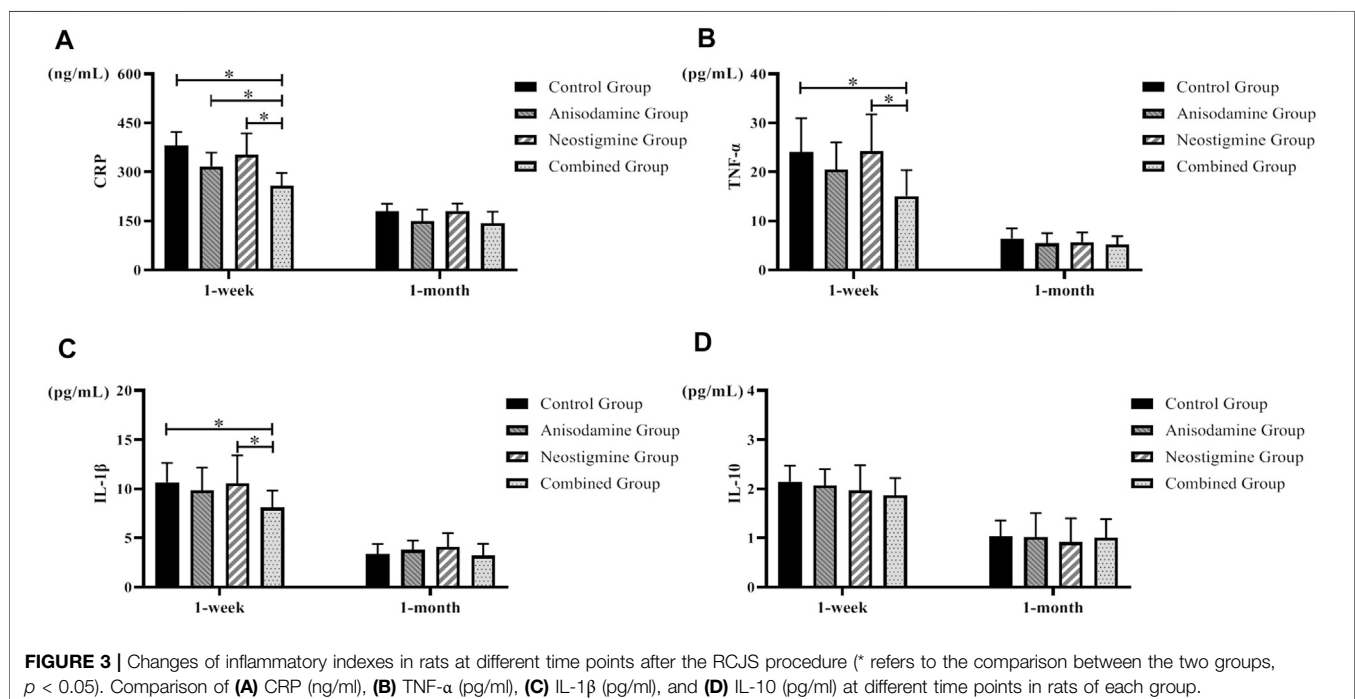 A
(ng/mL)
600
450
300
150
0
CRP
*
*
*
1-week
1-month
Control Group
Anisodamine Group
Neostigmine Group
Combined Group
B
(pg/mL)
40
30
20
10
0
TNF-α
*
*
1-week
1-month
Control Group
Anisodamine Group
Neostigmine Group
Combined Group
C
(pg/mL)
20
15
10
5
0
IL-1β
*
*
1-week
1-month
Control Group
Anisodamine Group
Neostigmine Group
Combined Group
D
(pg/mL)
4
3
2
1
0
IL-10
1-week
1-month
Control Group
Anisodamine Group
Neostigmine Group
Combined Group
FIGURE 3 | Changes of inflammatory indexes in rats at different time points after the RCJS procedure (* refers to the comparison between the two groups,
p < 0.05). Comparison of (A) CRP (ng/ml), (B) TNF-α (pg/ml), (C) IL-1β (pg/ml), and (D) IL-10 (pg/ml) at different time points in rats of each group.